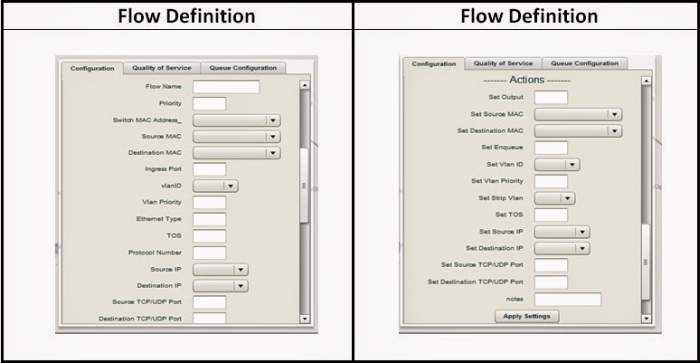 Flow Definition
Configuration
Quality of Service
Queue Configuration
Flow Name
Priority
Switch MAC Address_
Source MAC
Destination MAC
Ingress Port
vlanID
Vlan Priority
Ethernet Type
TOS
Protocol Number
Source IP
Destination IP
Source TCP/UDP Port
Destination TCP/UDP Port
Flow Definition
Configuration
Quality of Service
Queue Configuration
------- Actions -------
Set Output
Set Source MAC
Set Destination MAC
Set Enqueue
Set Vlan ID
Set Vlan Priority
Set Strip Vlan
Set TOS
Set Source IP
Set Destination IP
Set Source TCP/UDP Port
Set Destination TCP/UDP Port
notes
Apply Settings